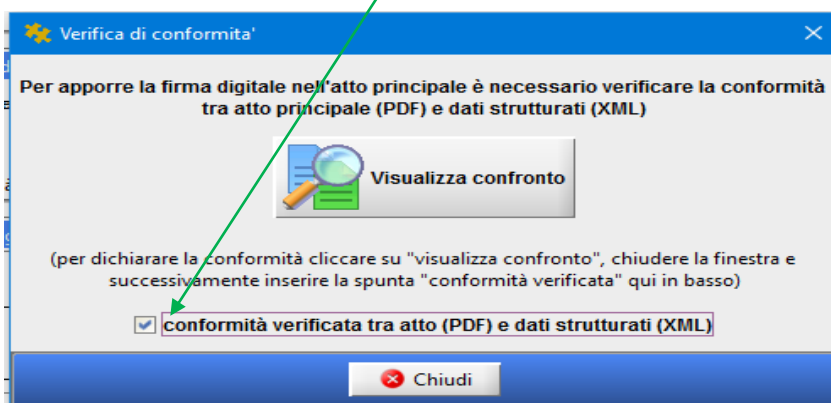 Verifica di conformita'
Per apporre la firma digitale nell'atto principale è necessario verificare la conformità
tra atto principale (PDF) e dati strutturati (XML)
Visualizza confronto
(per dichiarare la conformità cliccare su "visualizza confronto", chiudere la finestra e
successivamente inserire la spunta "conformità verificata" qui in basso)
conformità verificata tra atto (PDF) e dati strutturati (XML)
Chiudi